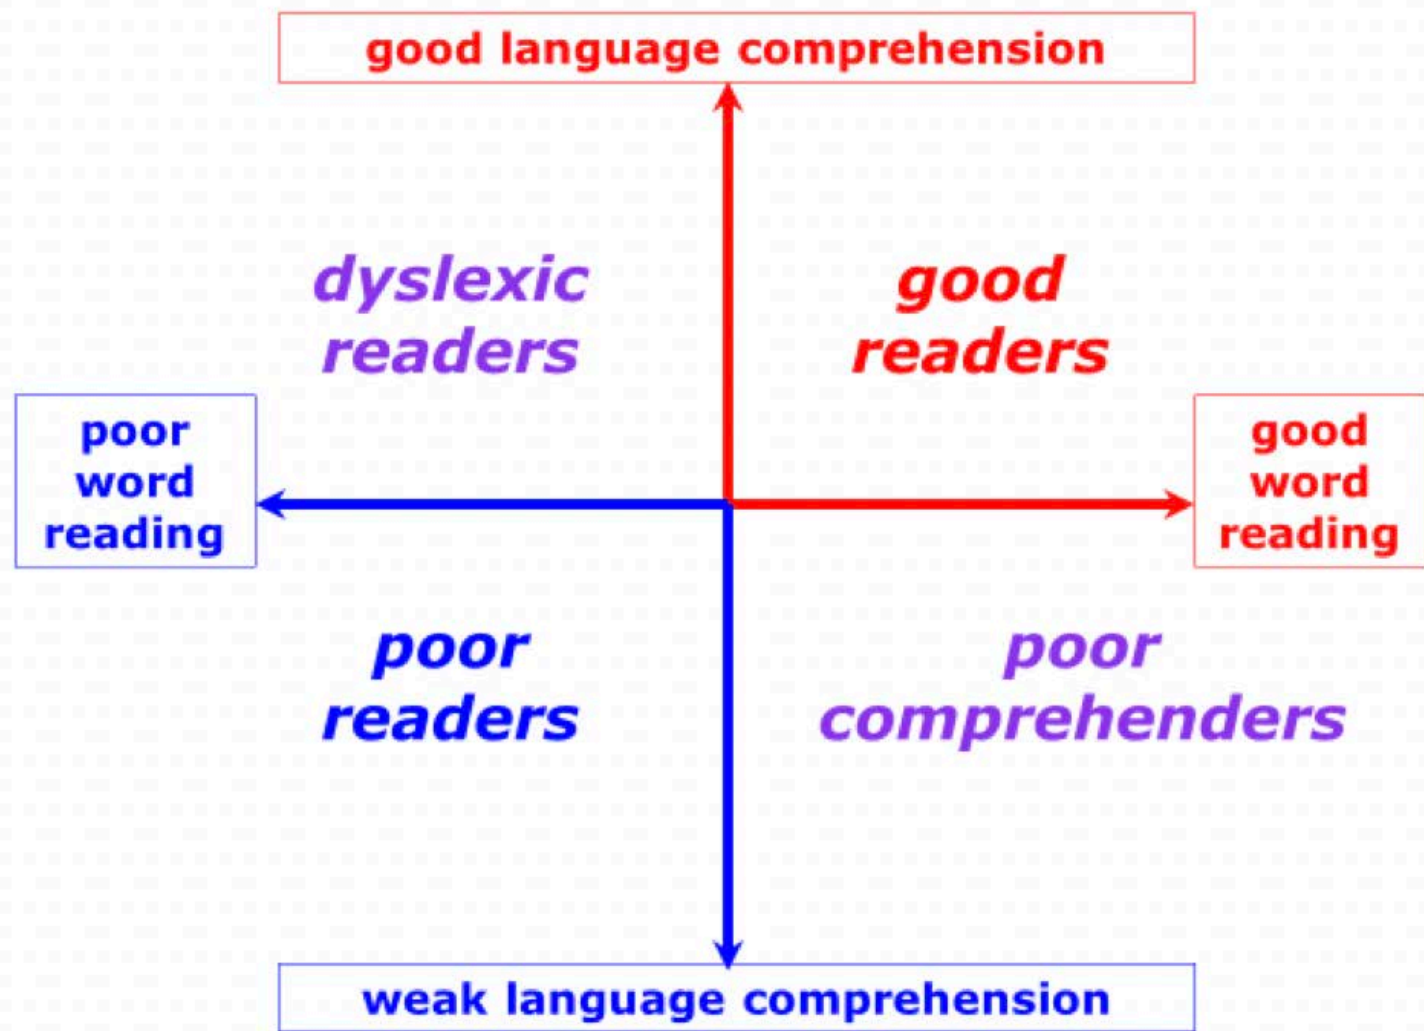 good language comprehension
dyslexic
readers
good
readers
poor
word
reading
good
word
reading
poor
readers
poor
comprehenders
weak language comprehension